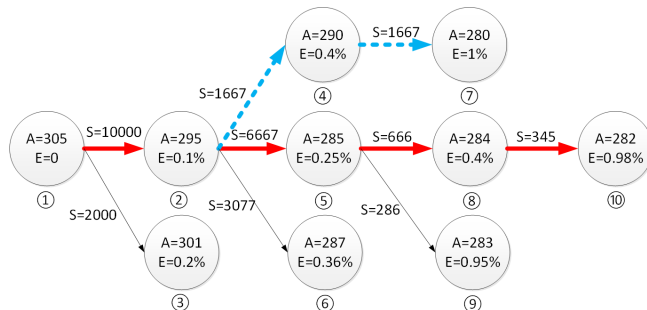 A=290
E=0.4%
④
S=1667
A=280
E=1%
⑦
S=1667
A=305
E=0
①
S=10000
A=295
E=0.1%
②
S=6667
A=285
E=0.25%
⑤
S=666
A=284
E=0.4%
⑧
S=345
A=282
E=0.98%
⑩
S=2000
A=301
E=0.2%
③
S=3077
A=287
E=0.36%
⑥
S=286
A=283
E=0.95%
⑨